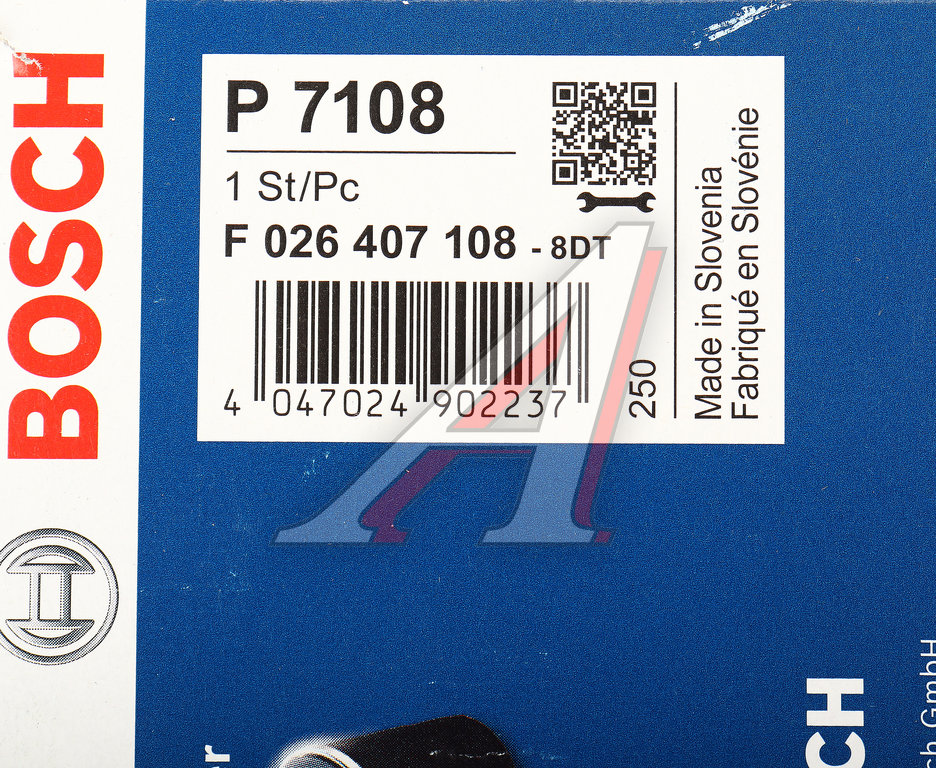 BOSCH
P 7108
1 St/Pc
F 026 407 108 - 8DT
4 047024 902237
250
Made in Slovenia
Fabriqué en Slovénie
CH
GmbH